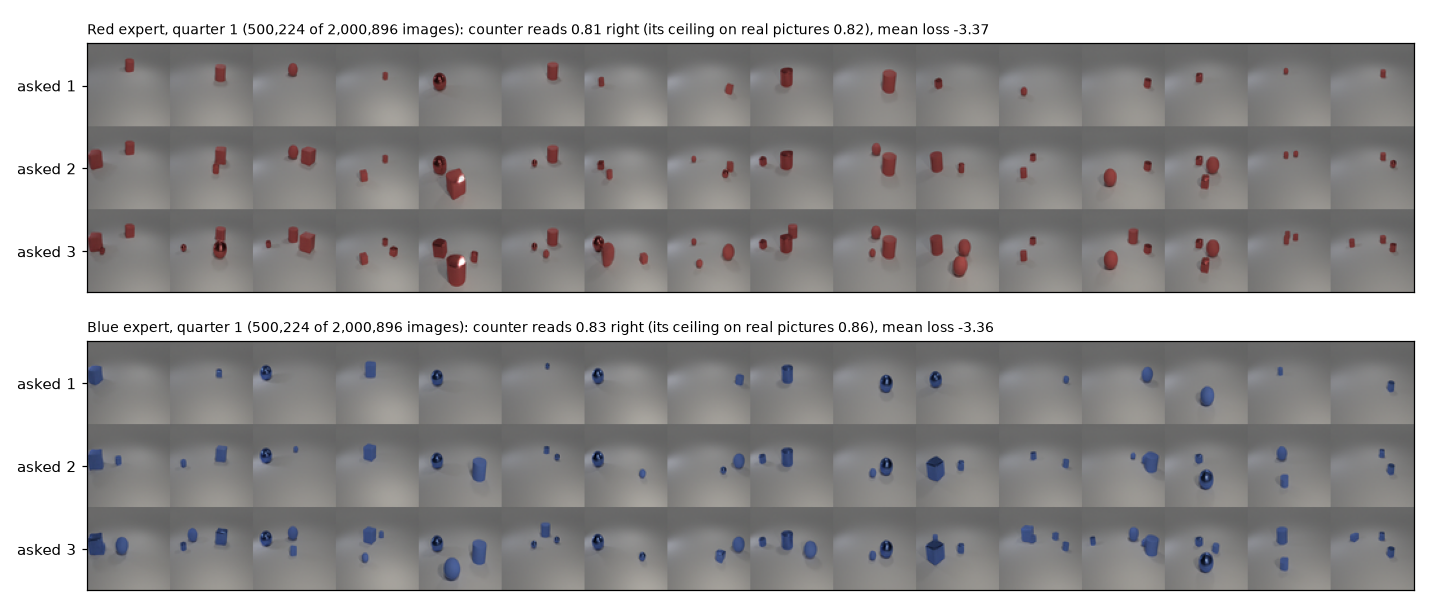 Red expert, quarter 1 (500,224 of 2,000,896 images): counter reads 0.81 right (its ceiling on real pictures 0.82), mean loss -3.37
asked 1
asked 2
asked 3
Blue expert, quarter 1 (500,224 of 2,000,896 images): counter reads 0.83 right (its ceiling on real pictures 0.86), mean loss -3.36
asked 1
asked 2
asked 3